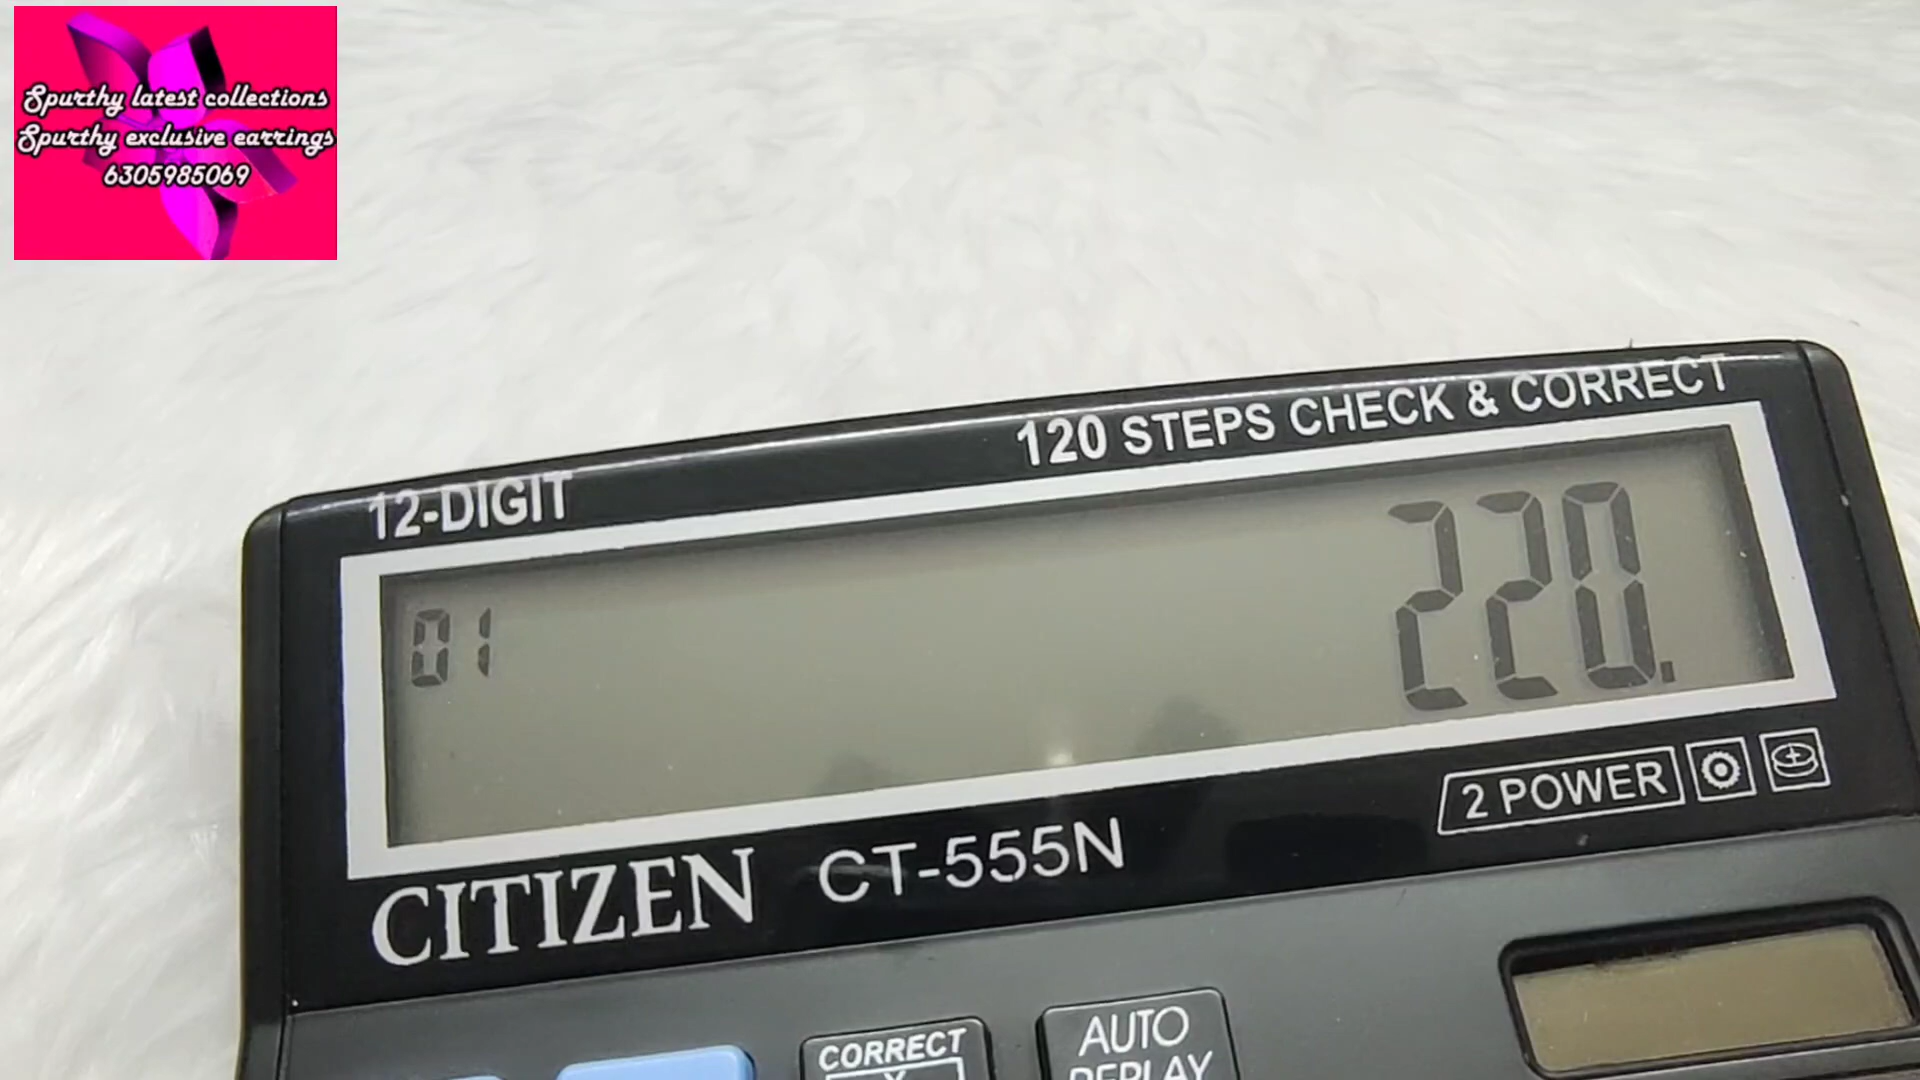 Spurthy latest collections
Spurthy exclusive earrings
6305985069
12-DIGIT
120 STEPS CHECK & CORRECT
01
220.
2 POWER
CITIZEN CT-555N
CORRECT
AUTO
REPLAY